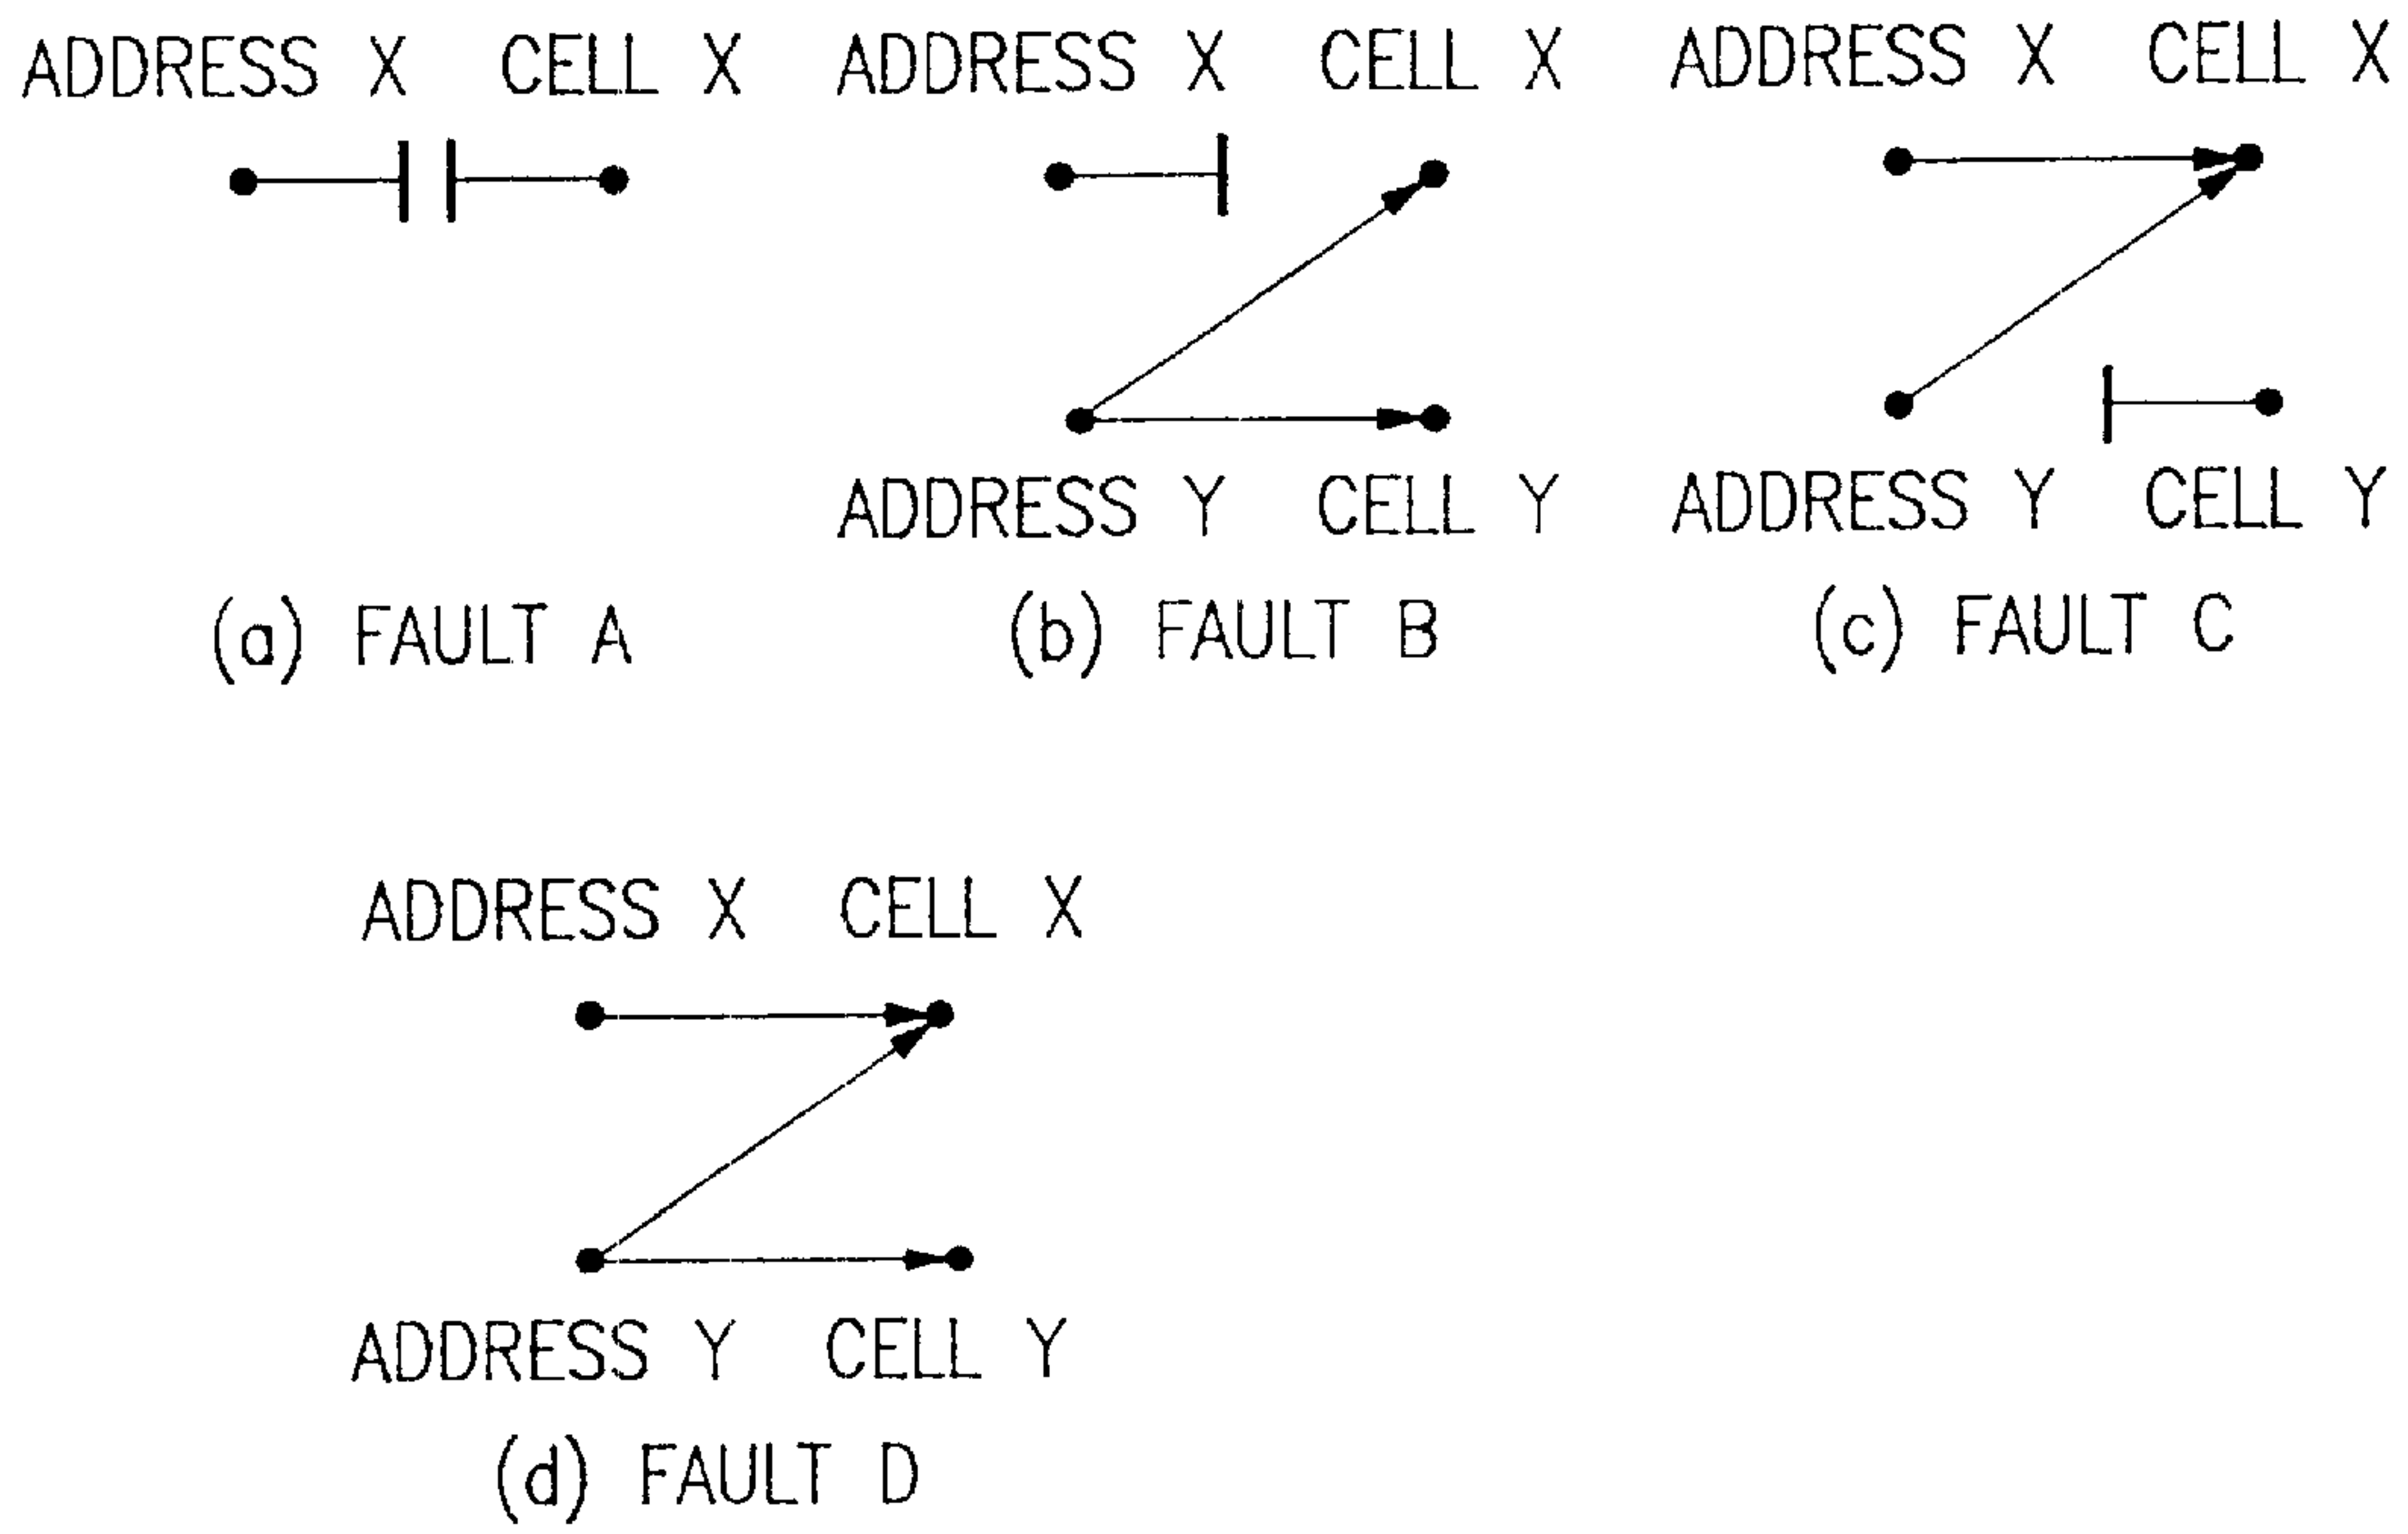 ADDRESS X CELL X ADDRESS X CELL X ADDRESS X CELL X
ADDRESS Y CELL Y ADDRESS Y CELL Y
(a) FAULT A (b) FAULT B (c) FAULT C
ADDRESS X CELL X
ADDRESS Y CELL Y
(d) FAULT D